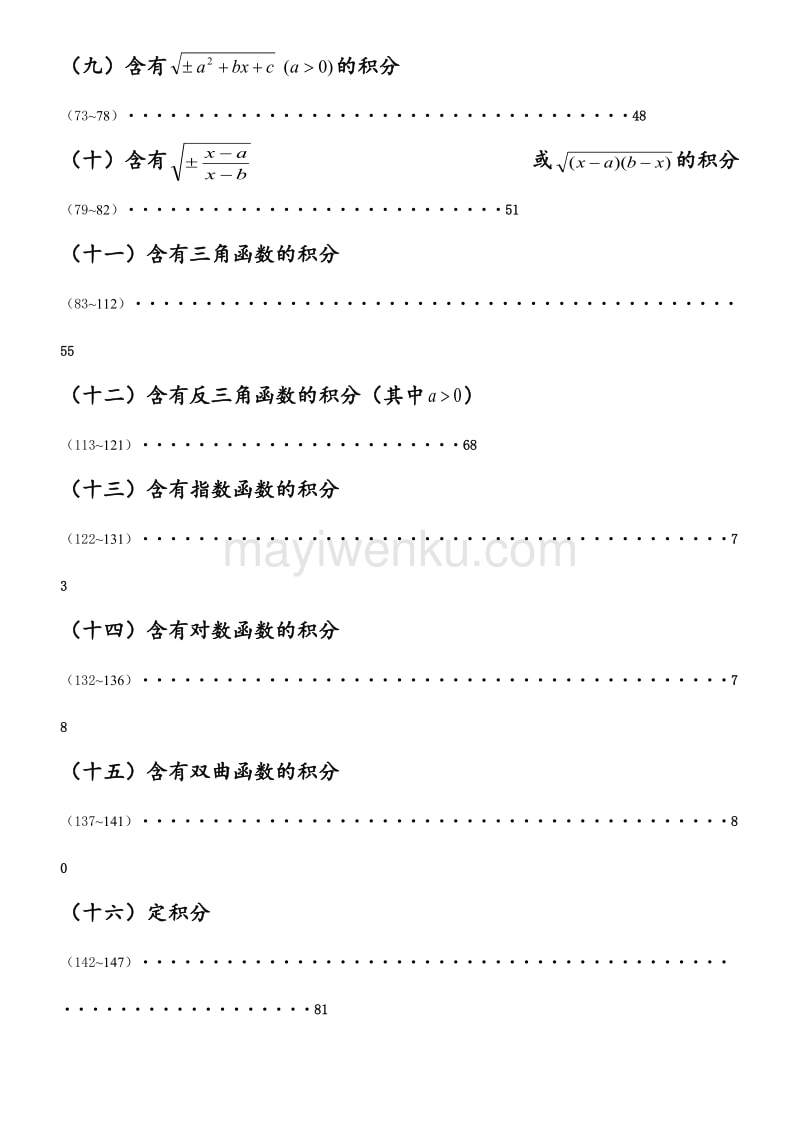 （九）含有√(±a²+bx+c) (a>0)的积分
（73~78）····································48
（十）含有√(±(x-a)/(x-b)) 或√((x-a)(b-x))的积分
（79~82）···························51
（十一）含有三角函数的积分
（83~112）···········································
55
（十二）含有反三角函数的积分（其中a>0）
（113~121）·······················68
（十三）含有指数函数的积分
（122~131）··········································7
3
（十四）含有对数函数的积分
（132~136）··········································7
8
（十五）含有双曲函数的积分
（137~141）··········································8
0
（十六）定积分
（142~147）··········································
··················81
mayiwenku.com